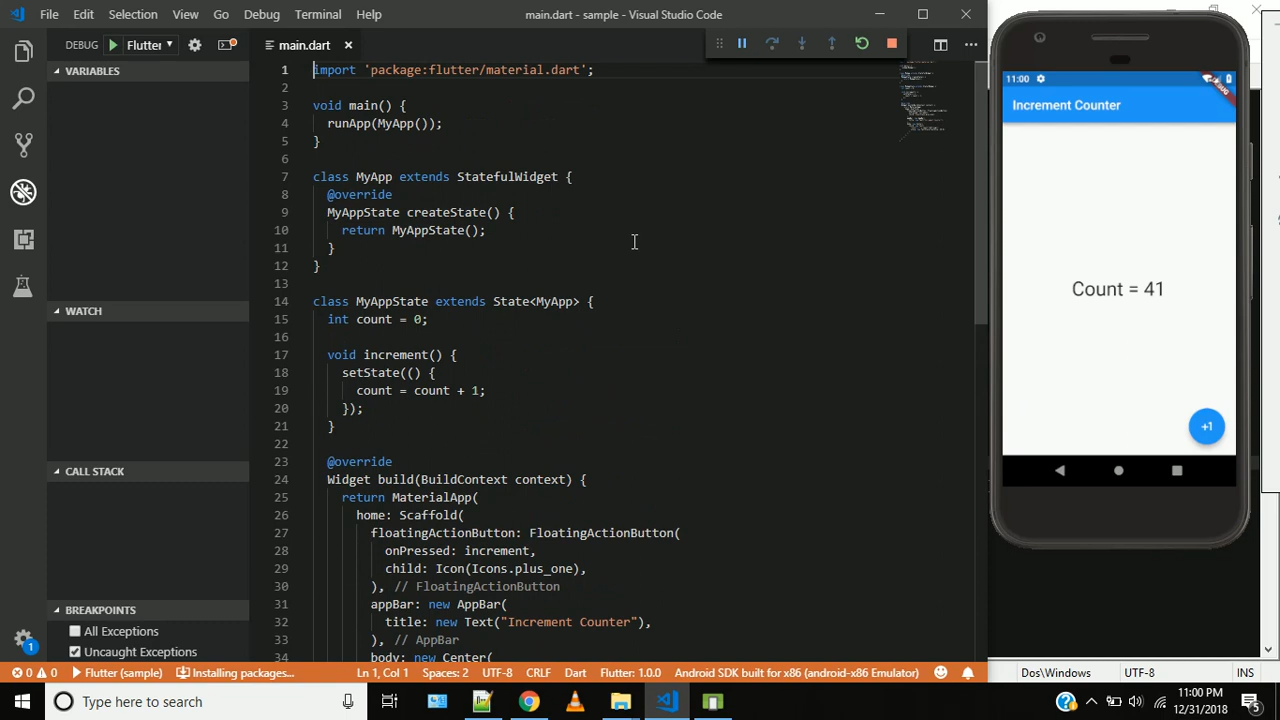 File Edit Selection View Go Debug Terminal Help
main.dart - sample - Visual Studio Code
DEBUG Flutter
main.dart
VARIABLES
WATCH
CALL STACK
BREAKPOINTS
All Exceptions
Uncaught Exceptions
1 import 'package:flutter/material.dart';
2
3 void main() {
4 runApp(MyApp());
5 }
6
7 class MyApp extends StatefulWidget {
8 @override
9 MyAppState createState() {
10 return MyAppState();
11 }
12 }
13
14 class MyAppState extends State<MyApp> {
15 int count = 0;
16
17 void increment() {
18 setState(() {
19 count = count + 1;
20 });
21 }
22
23 @override
24 Widget build(BuildContext context) {
25 return MaterialApp(
26 home: Scaffold(
27 floatingActionButton: FloatingActionButton(
28 onPressed: increment,
29 child: Icon(Icons.plus_one),
30 ), // FloatingActionButton
31 appBar: new AppBar(
32 title: new Text("Increment Counter"),
33 ), // AppBar
34 body: new Center(
11:00
DEBUG
Increment Counter
Count = 41
+1
1
0 0 Flutter (sample) Installing packages... Ln 1, Col 1 Spaces: 2 UTF-8 CRLF Dart Flutter: 1.0.0 Android SDK built for x86 (android-x86 Emulator)
Dos\Windows UTF-8 INS
Type here to search
11:00 PM
12/31/2018
5